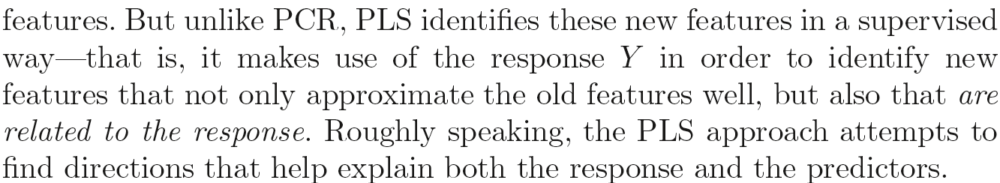 features. But unlike PCR, PLS identifies these new features in a supervised
way—that is, it makes use of the response Y in order to identify new
features that not only approximate the old features well, but also that are
related to the response. Roughly speaking, the PLS approach attempts to
find directions that help explain both the response and the predictors.